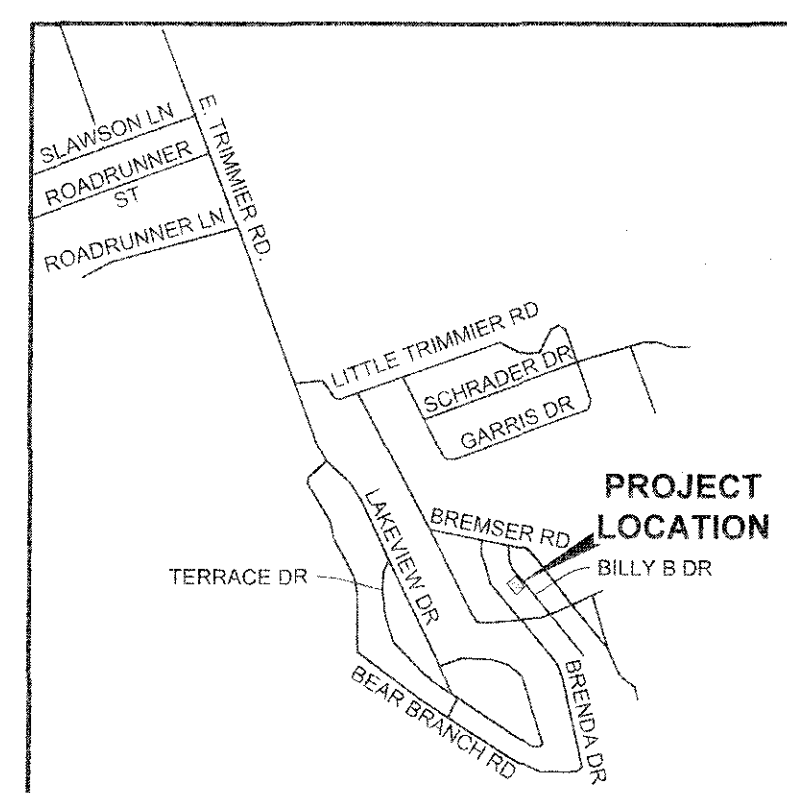 SLAWSON LN
ROADRUNNER
ST
E. TRIMMIER RD.
ROADRUNNER LN
LITTLE TRIMMIER RD
SCHRADER DR
GARRIS DR
PROJECT
LOCATION
BREMSER RD
LAKEVIEW DR
TERRACE DR
BILLY B DR
BEAR BRANCH RD
BRENDA DR